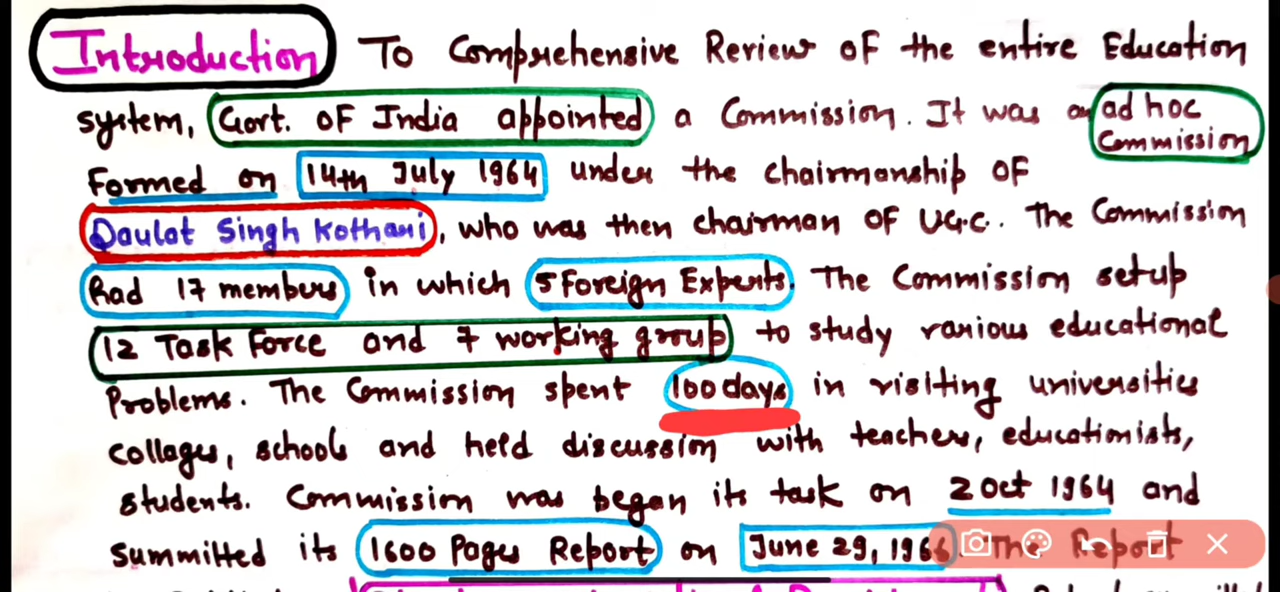 Introduction To Comprehensive Review OF the entire Education
system, Gort. OF India appointed a Commission. It was an ad hoc Commission
Formed on 14th July 1964 under the chairmanship OF
Daulat Singh Kothari, who was then chairman OF UG.C.. The Commission
had 17 members in which 5 Foreign Experts. The Commission setup
12 Task Force and 7 working group to study various educational
Problems. The Commission spent 100 days in visiting universities
collages, schools and held discussion with teachers, educationists,
students. Commission was began its task on 2 Oct 1964 and
Summitted its 1600 Pages Report on June 29, 1966. The Report